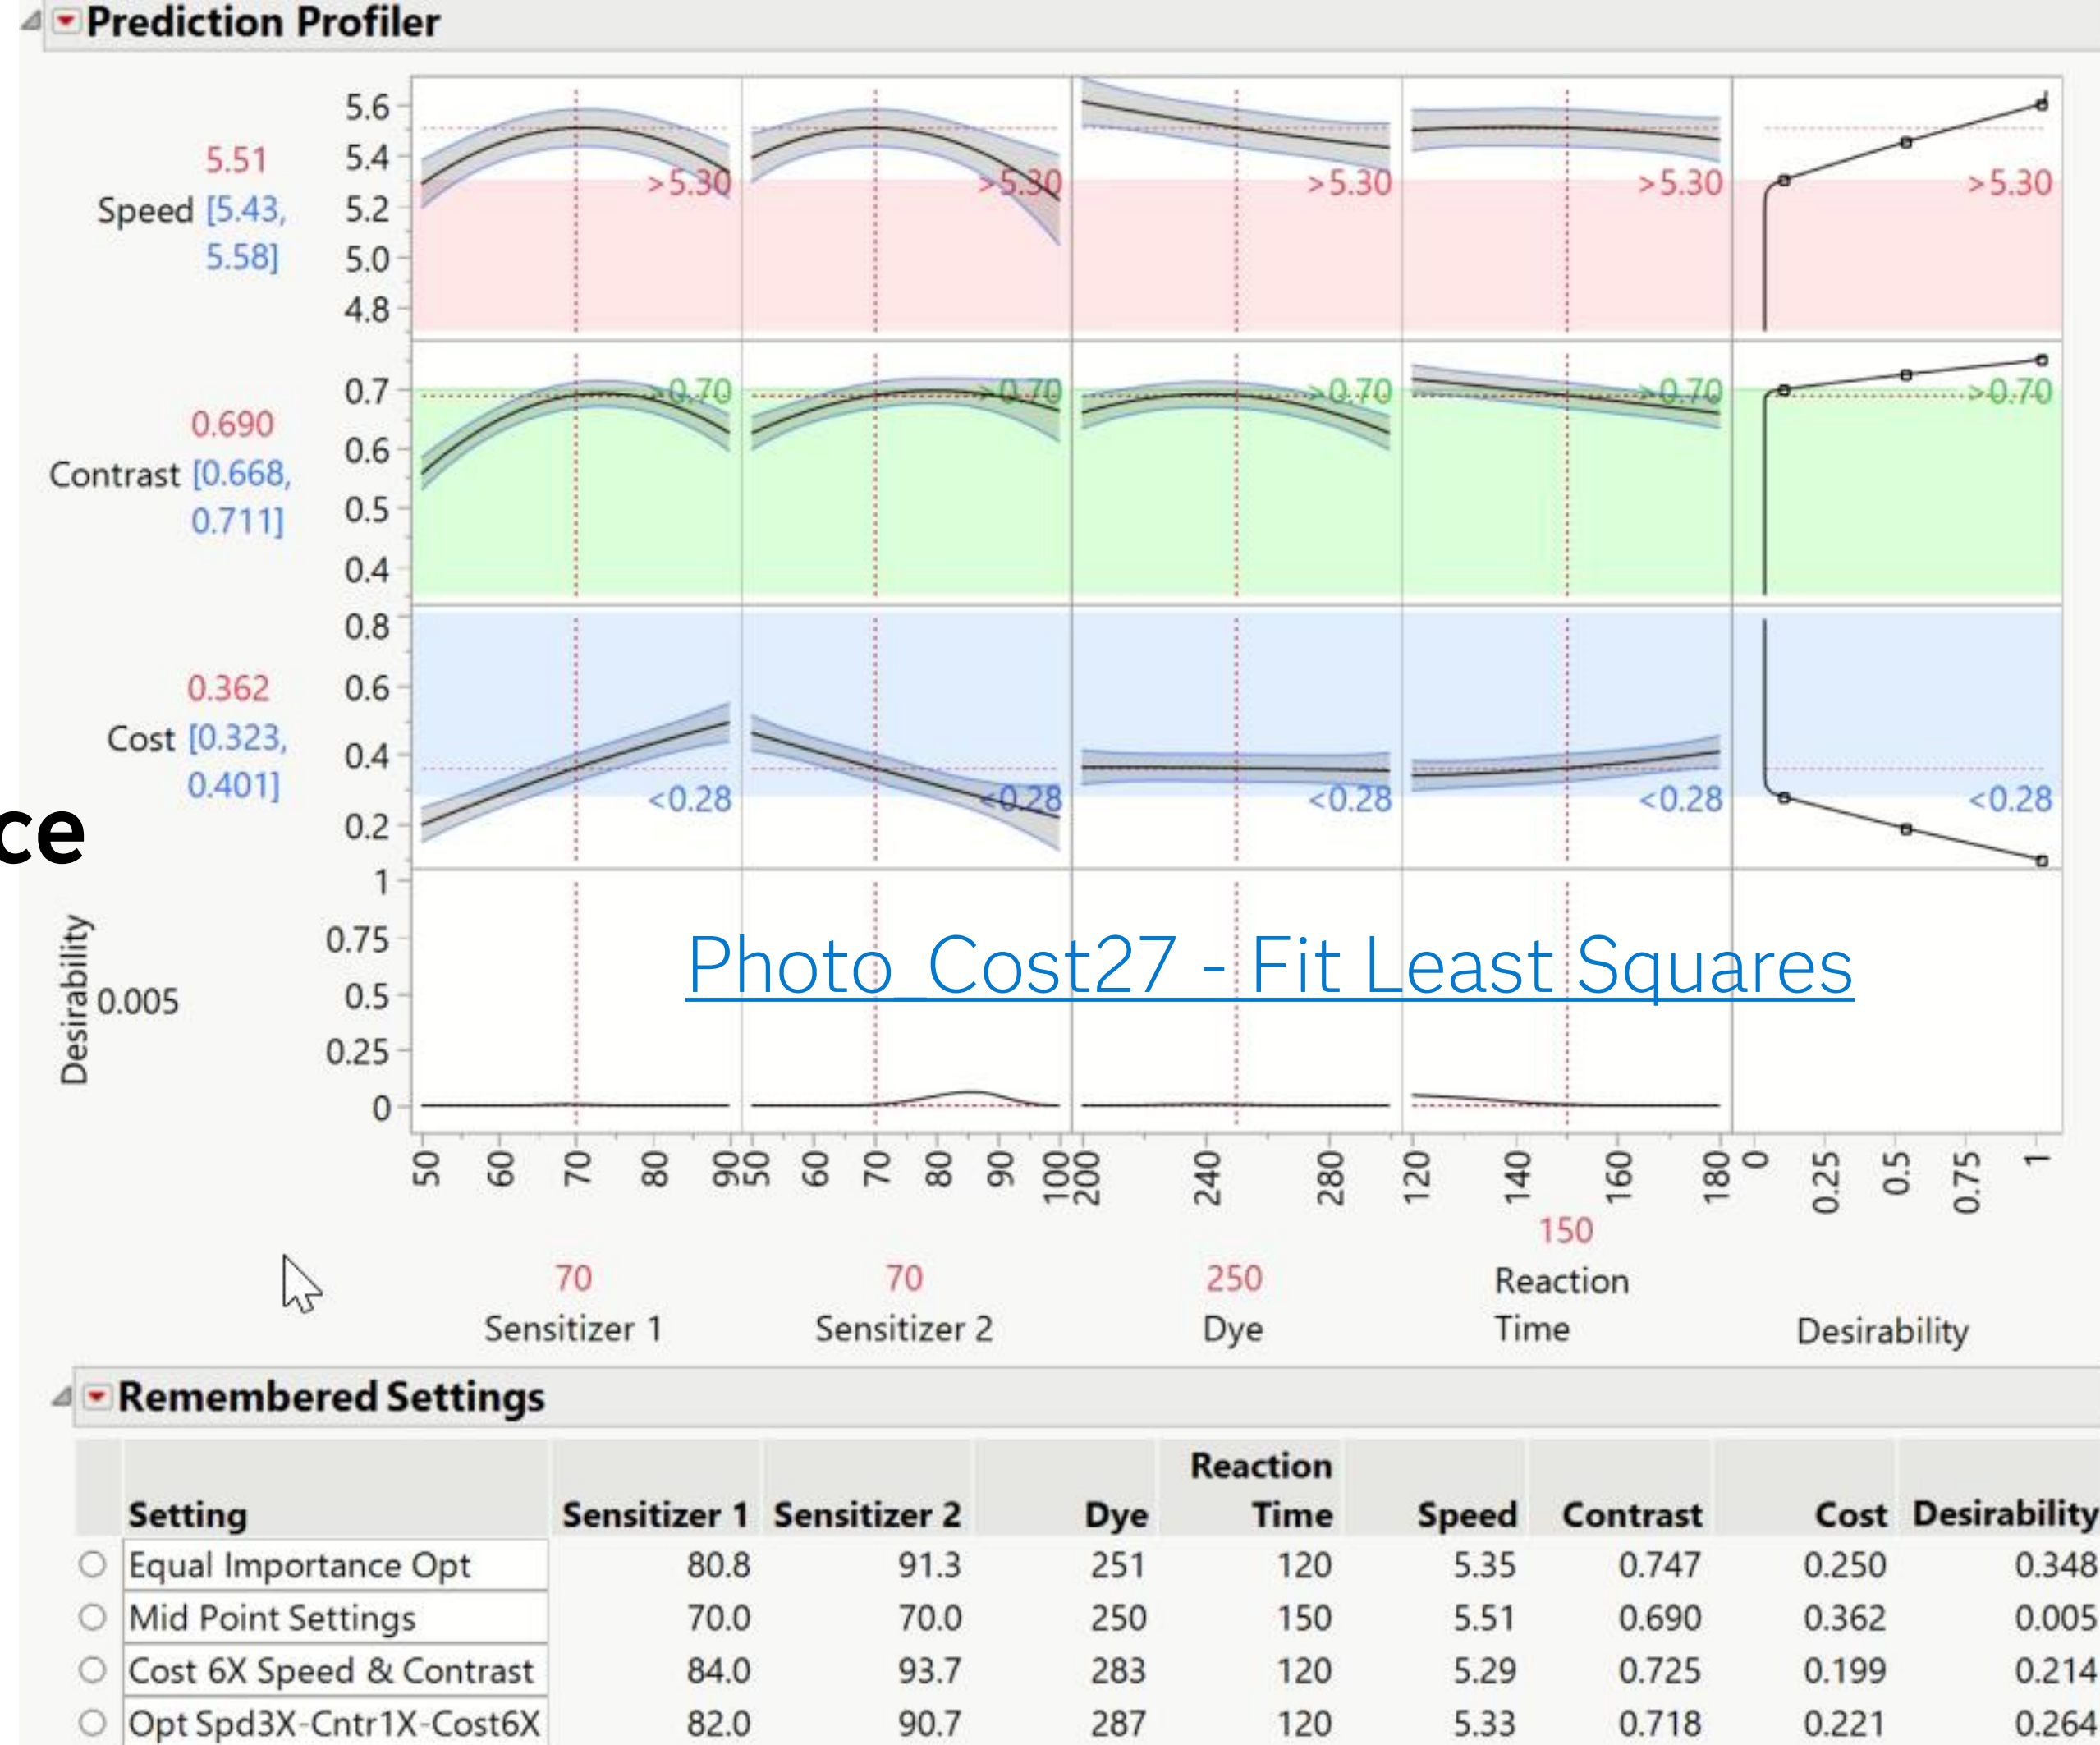 Prediction Profiler
5.51
Speed [5.43,
5.58]
5.6
5.4
5.2
5.0
4.8
>5.30
>5.30
>5.30
>5.30
>5.30
0.690
Contrast [0.668,
0.711]
0.7
0.6
0.5
0.4
>0.70
>0.70
>0.70
>0.70
>0.70
0.362
Cost [0.323,
0.401]
0.8
0.6
0.4
0.2
<0.28
<0.28
<0.28
<0.28
<0.28
ce
Desirability
0.005
1
0.75
0.5
0.25
0
Photo_Cost27 - Fit Least Squares
50 60 70 80 90 50 60 70 80 90 100 200 240 280 120 140 160 180 0 0.25 0.5 0.75 1
70
Sensitizer 1
70
Sensitizer 2
250
Dye
150
Reaction
Time
Desirability
Remembered Settings
Setting Sensitizer 1 Sensitizer 2 Dye Reaction Time Speed Contrast Cost Desirability
Equal Importance Opt 80.8 91.3 251 120 5.35 0.747 0.250 0.348
Mid Point Settings 70.0 70.0 250 150 5.51 0.690 0.362 0.005
Cost 6X Speed & Contrast 84.0 93.7 283 120 5.29 0.725 0.199 0.214
Opt Spd3X-Cntr1X-Cost6X 82.0 90.7 287 120 5.33 0.718 0.221 0.264